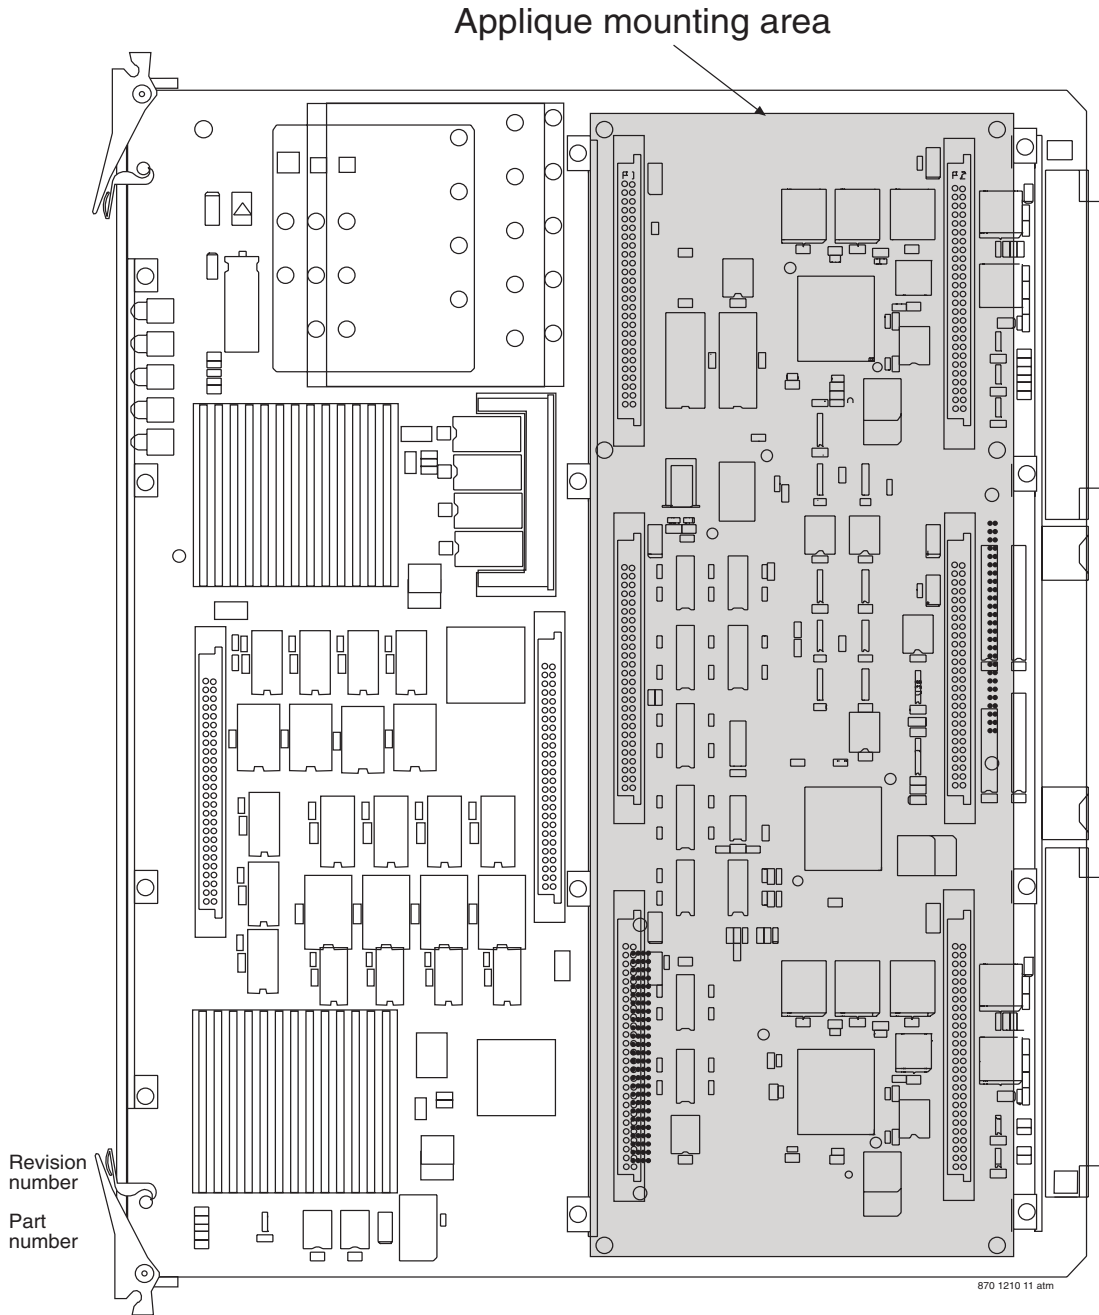 Applique mounting area
Revision
number
Part
number
870 1210 11 atm